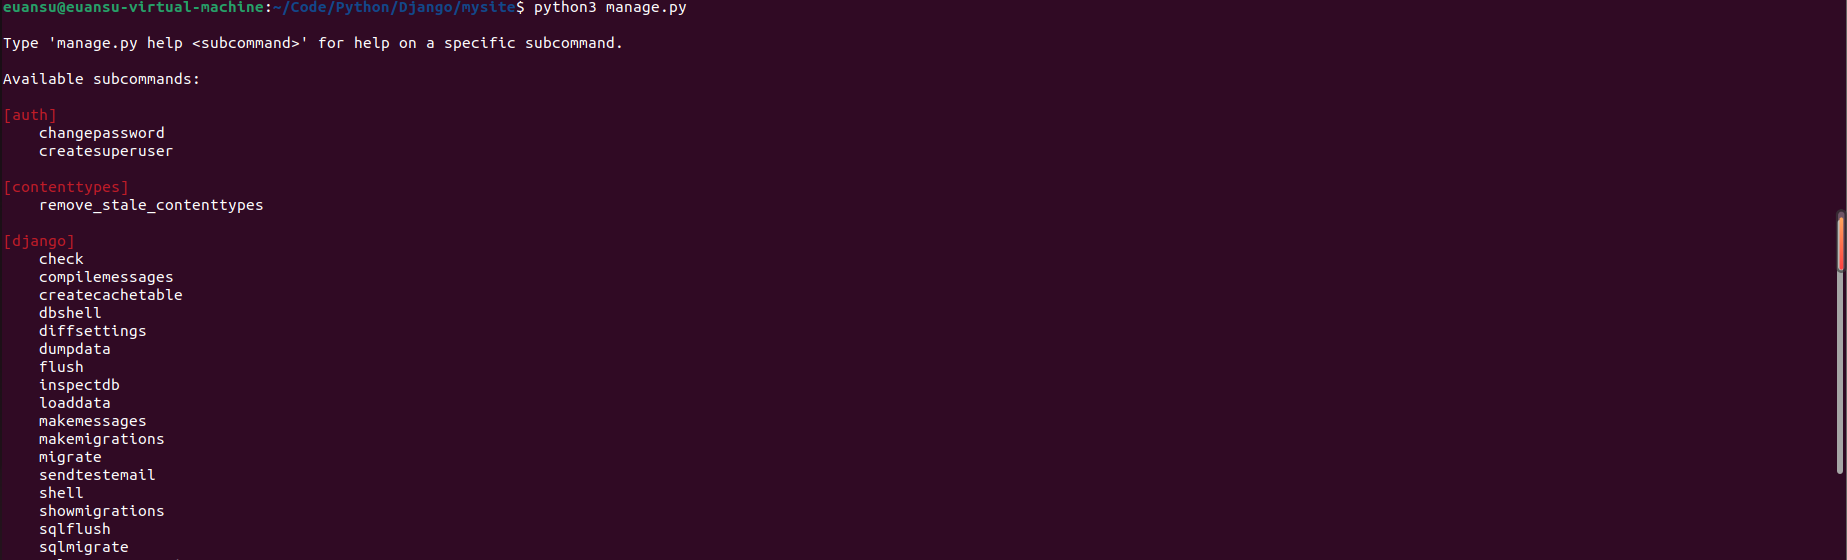 euansu@euansu-virtual-machine:~/Code/Python/Django/mysite$ python3 manage.py
Type 'manage.py help <subcommand>' for help on a specific subcommand.
Available subcommands:
[auth]
changepassword
createsuperuser
[contenttypes]
remove_stale_contenttypes
[django]
check
compilemessages
createcachetable
dbshell
diffsettings
dumpdata
flush
inspectdb
loaddata
makemessages
makemigrations
migrate
sendtestemail
shell
showmigrations
sqlflush
sqlmigrate